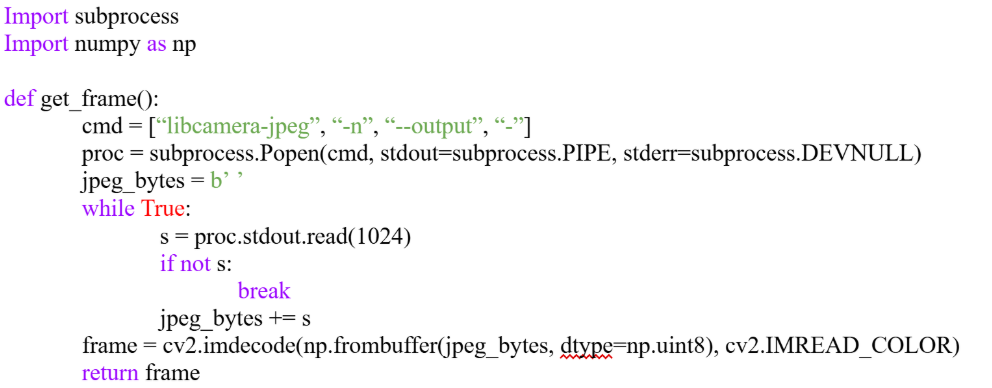 Import subprocess
Import numpy as np
def get_frame():
cmd = [“libcamera-jpeg”, “-n”, “--output”, “-”]
proc = subprocess.Popen(cmd, stdout=subprocess.PIPE, stderr=subprocess.DEVNULL)
jpeg_bytes = b’ ’
while True:
s = proc.stdout.read(1024)
if not s:
break
jpeg_bytes += s
frame = cv2.imdecode(np.frombuffer(jpeg_bytes, dtype=np.uint8), cv2.IMREAD_COLOR)
return frame